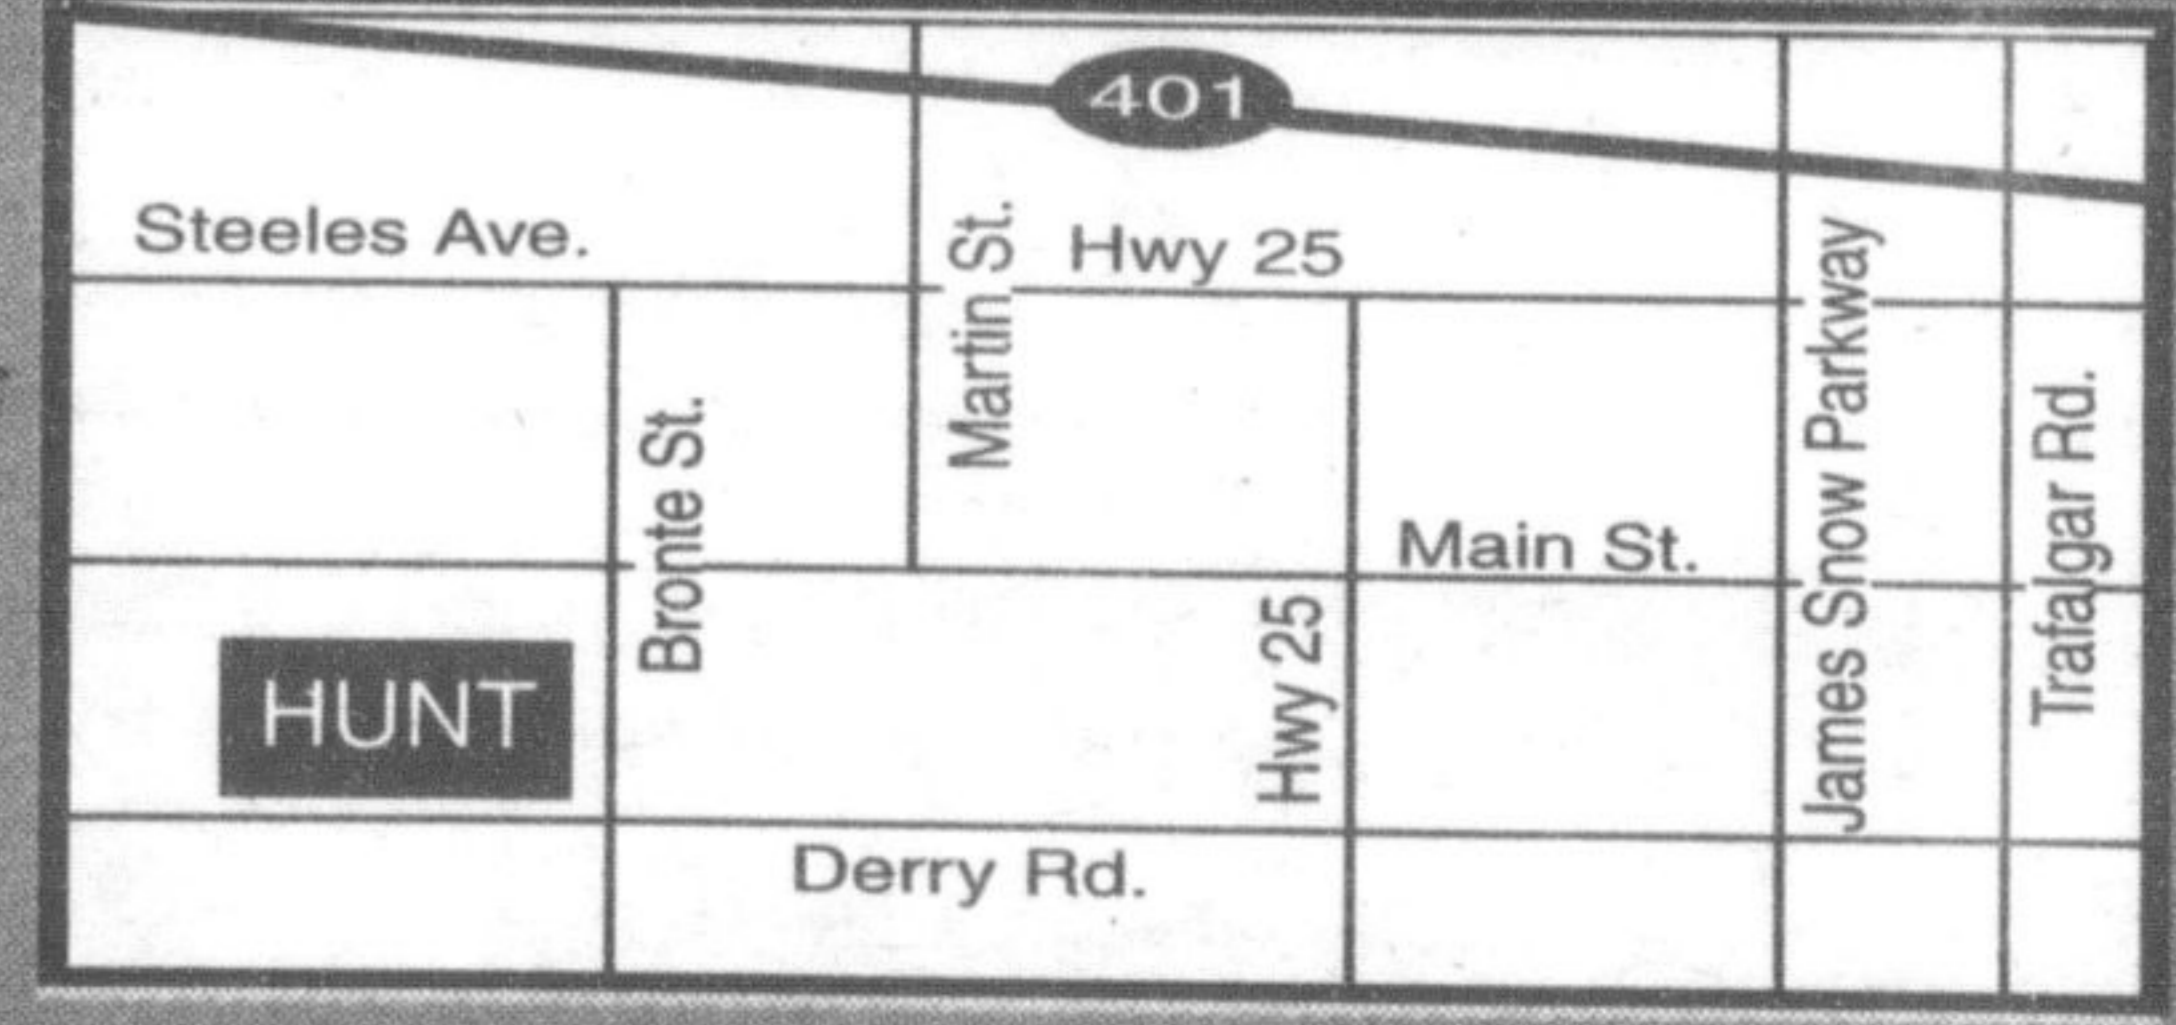 401
Steeles Ave.
Martin St.
Hwy 25
Bronte St.
Main St.
James Snow Parkway
Trafalgar Rd.
HUNT
Hwy 25
Derry Rd.